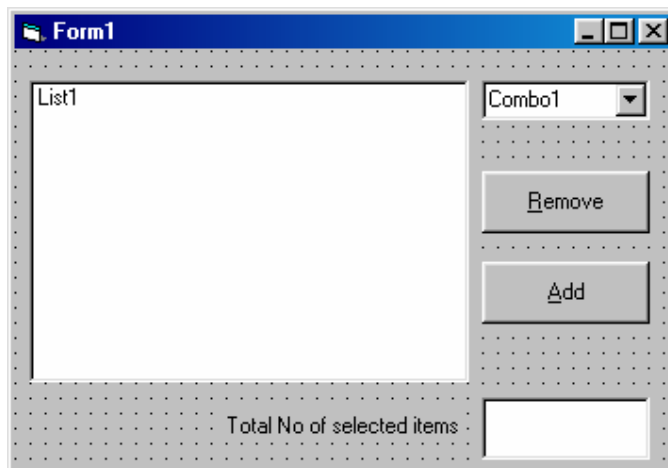 Form1
List1
Combo1
Remove
Add
Total No of selected items